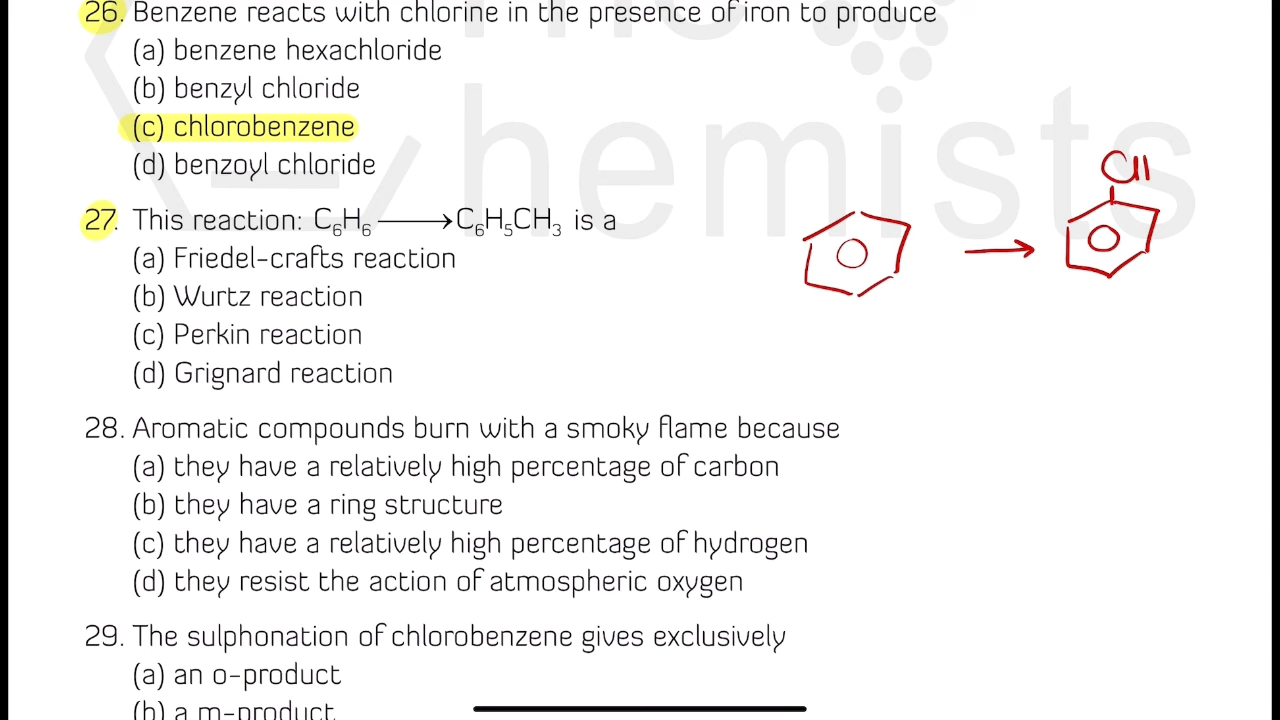 26. Benzene reacts with chlorine in the presence of iron to produce
(a) benzene hexachloride
(b) benzyl chloride
(c) chlorobenzene
(d) benzoyl chloride
Cl
27. This reaction: C₆H₆ ⟶ C₆H₅CH₃ is a
(a) Friedel-crafts reaction
(b) Wurtz reaction
(c) Perkin reaction
(d) Grignard reaction
28. Aromatic compounds burn with a smoky flame because
(a) they have a relatively high percentage of carbon
(b) they have a ring structure
(c) they have a relatively high percentage of hydrogen
(d) they resist the action of atmospheric oxygen
29. The sulphonation of chlorobenzene gives exclusively
(a) an o-product
(b) a m-product
hemists